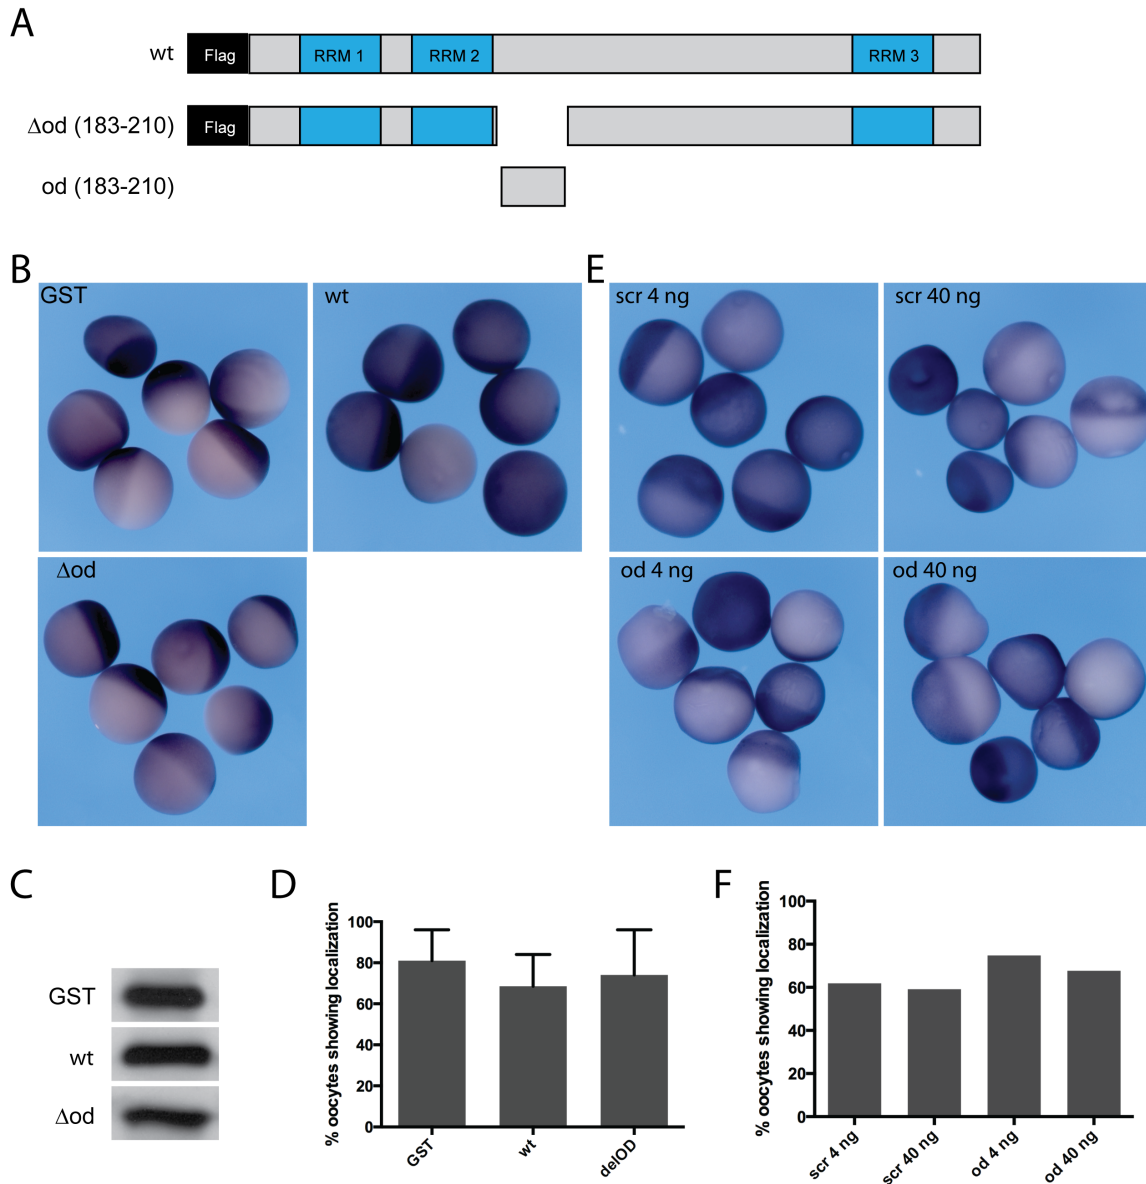 A
wt
Flag
RRM 1
RRM 2
RRM 3
Δod (183-210)
Flag
od (183-210)
B
GST
wt
Δod
E
scr 4 ng
scr 40 ng
od 4 ng
od 40 ng
C
GST
wt
Δod
D
% oocytes showing localization
100
80
60
40
20
0
GST
wt
delOD
F
% oocytes showing localization
100
80
60
40
20
0
scr 4 ng
scr 40 ng
od 4 ng
od 40 ng